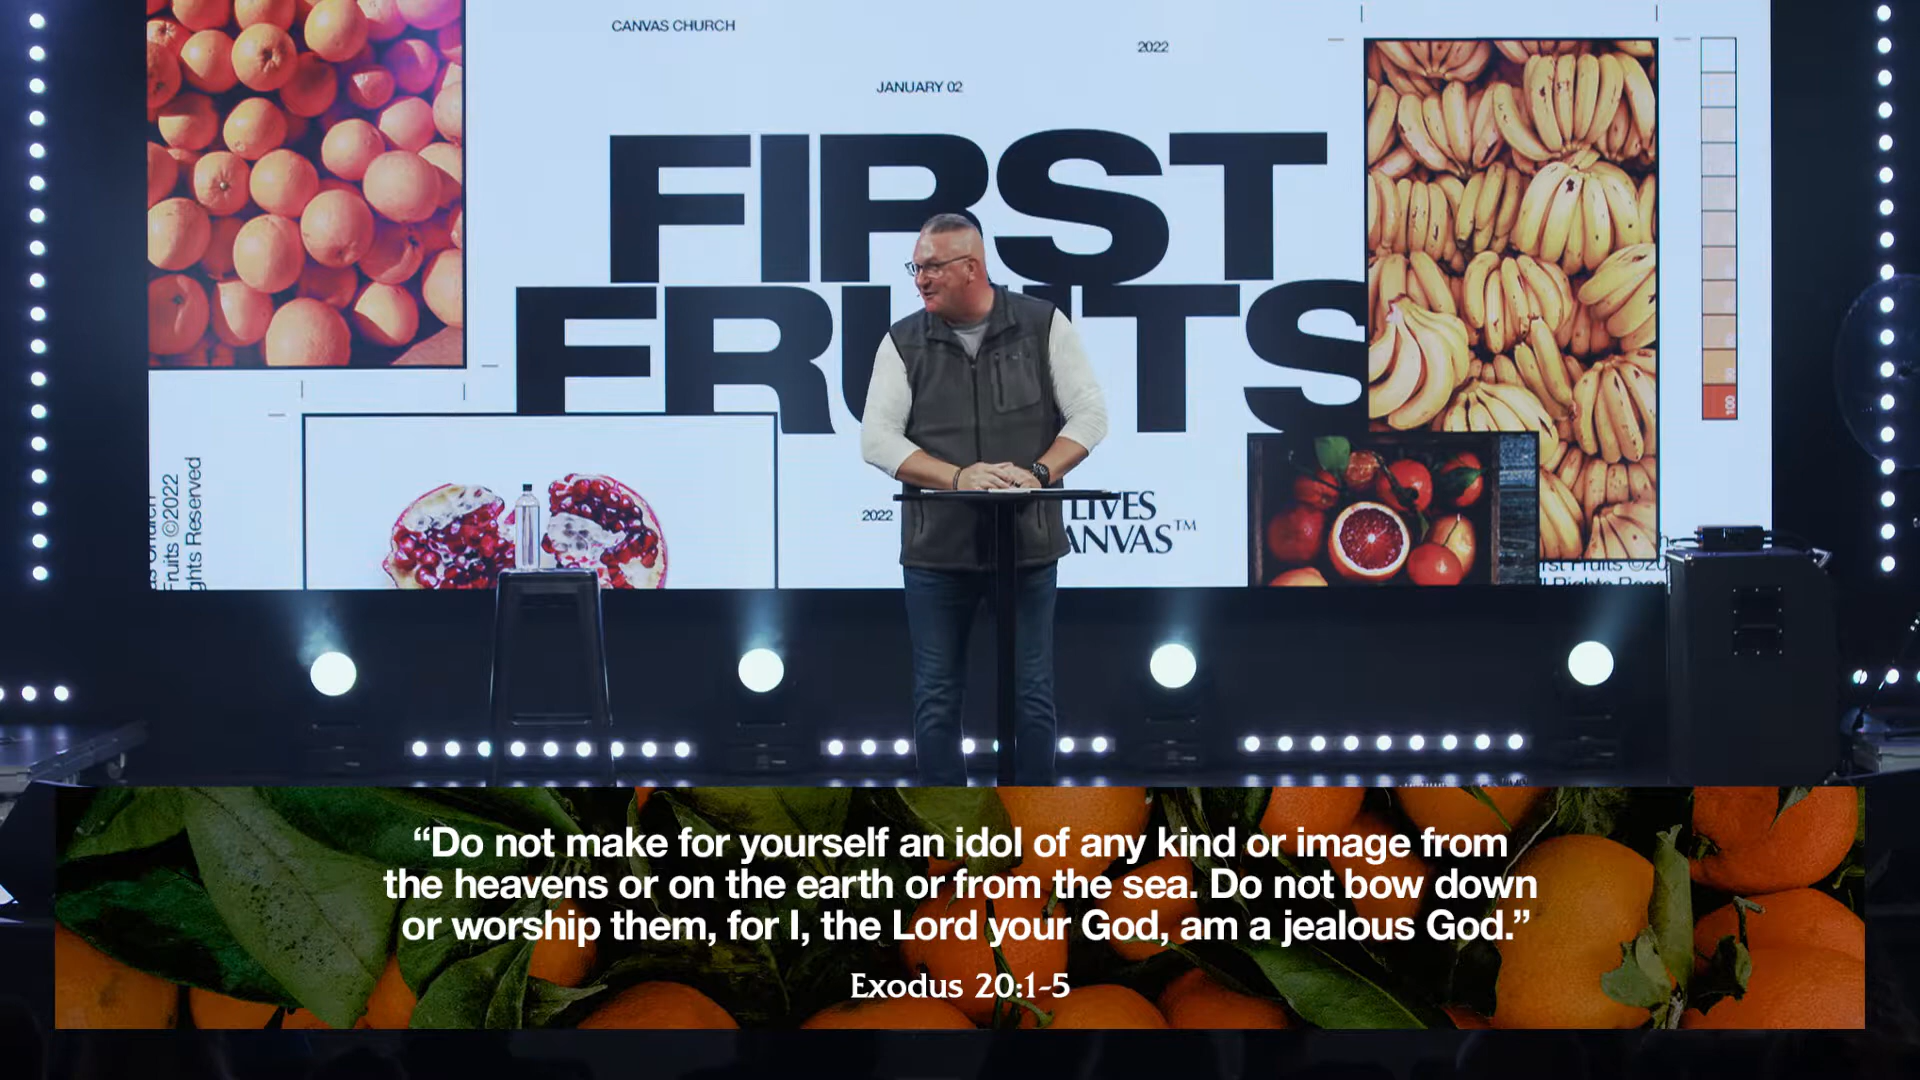 CANVAS CHURCH
2022
JANUARY 02
FIRST
FRUITS
100
Fruits ©2022
ghts Reserved
2022
LIVES
ANVAS™
“Do not make for yourself an idol of any kind or image from
the heavens or on the earth or from the sea. Do not bow down
or worship them, for I, the Lord your God, am a jealous God.”
Exodus 20:1-5